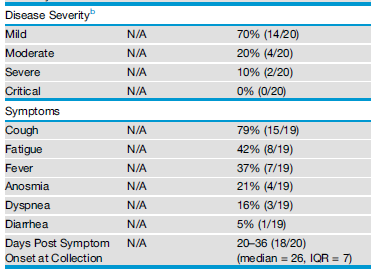 Disease Severityᵇ
Mild N/A 70% (14/20)
Moderate N/A 20% (4/20)
Severe N/A 10% (2/20)
Critical N/A 0% (0/20)
Symptoms
Cough N/A 79% (15/19)
Fatigue N/A 42% (8/19)
Fever N/A 37% (7/19)
Anosmia N/A 21% (4/19)
Dyspnea N/A 16% (3/19)
Diarrhea N/A 5% (1/19)
Days Post Symptom N/A 20–36 (18/20)
Onset at Collection (median = 26, IQR = 7)